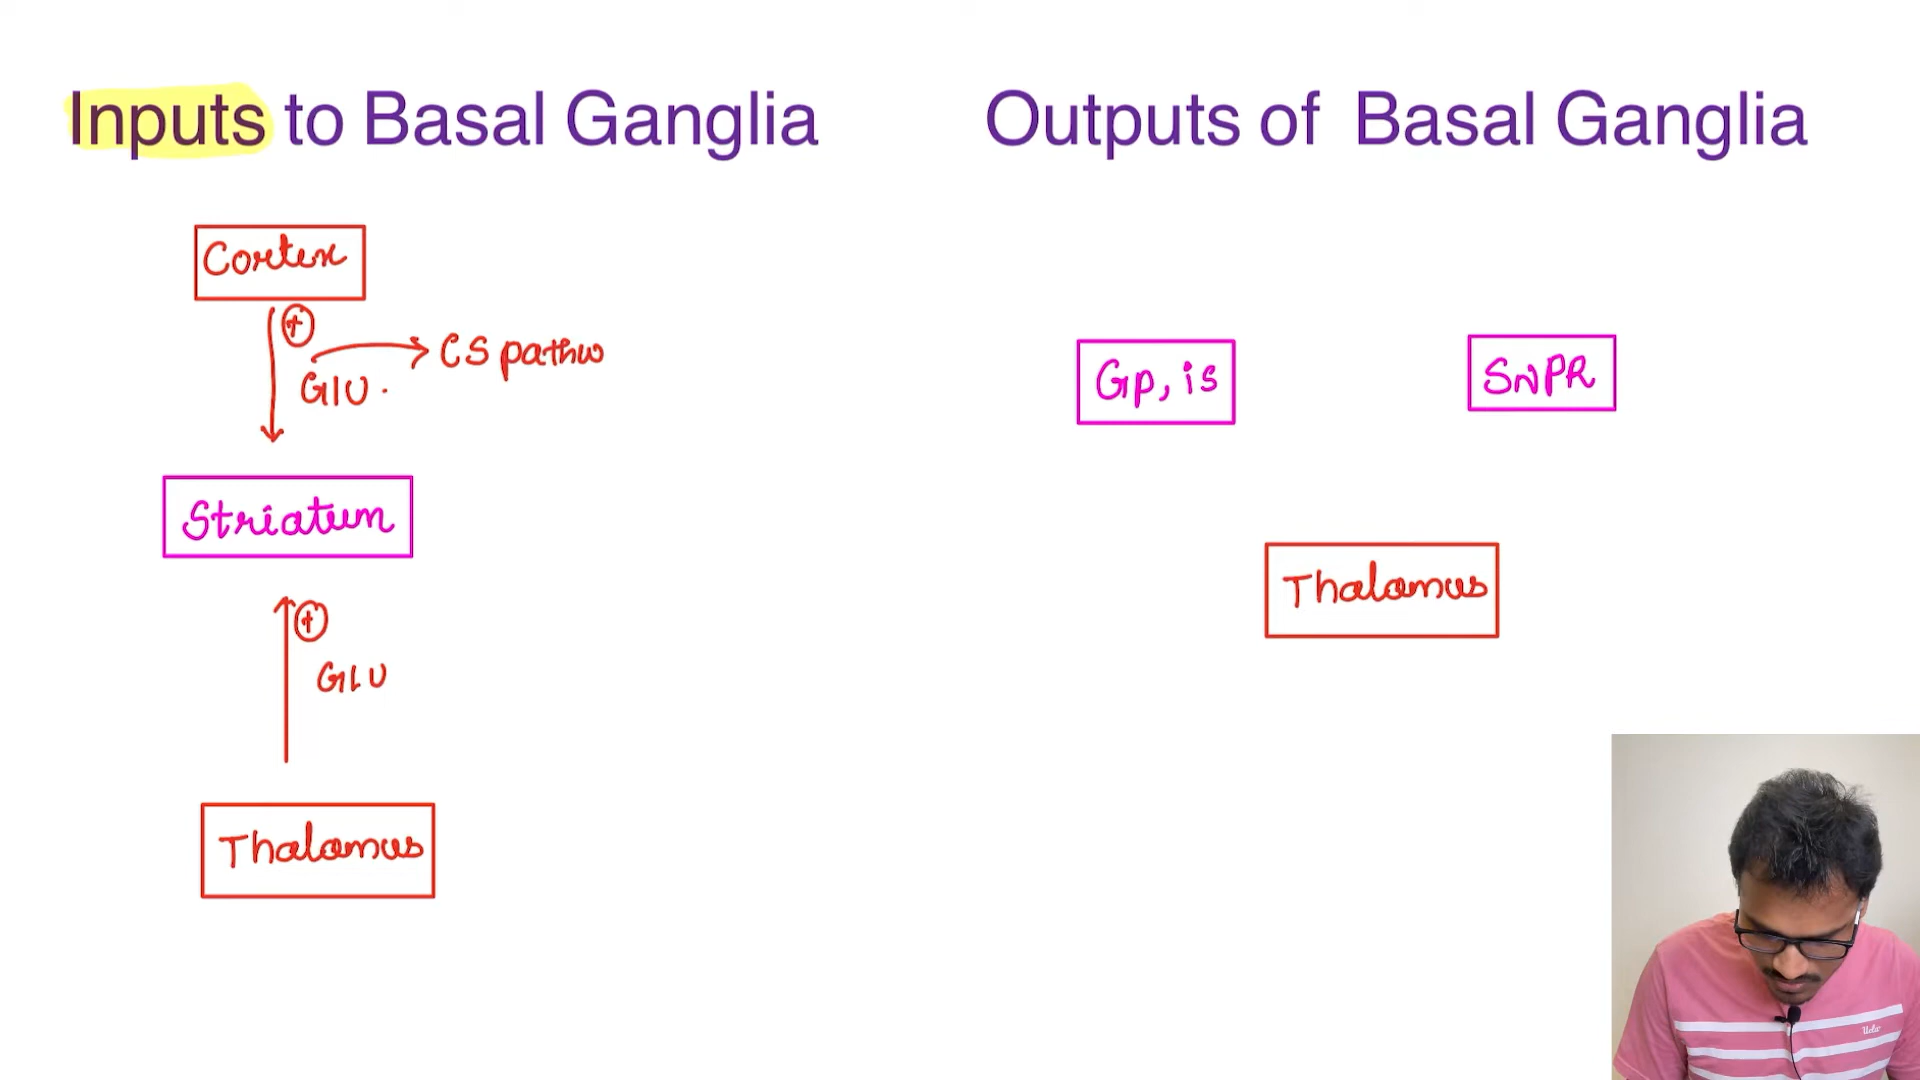 Inputs to Basal Ganglia
Cortex
+
Glu.
CS pathw
Striatum
+
GLU
Thalamus
Outputs of Basal Ganglia
Gp, is
SNPR
Thalamus